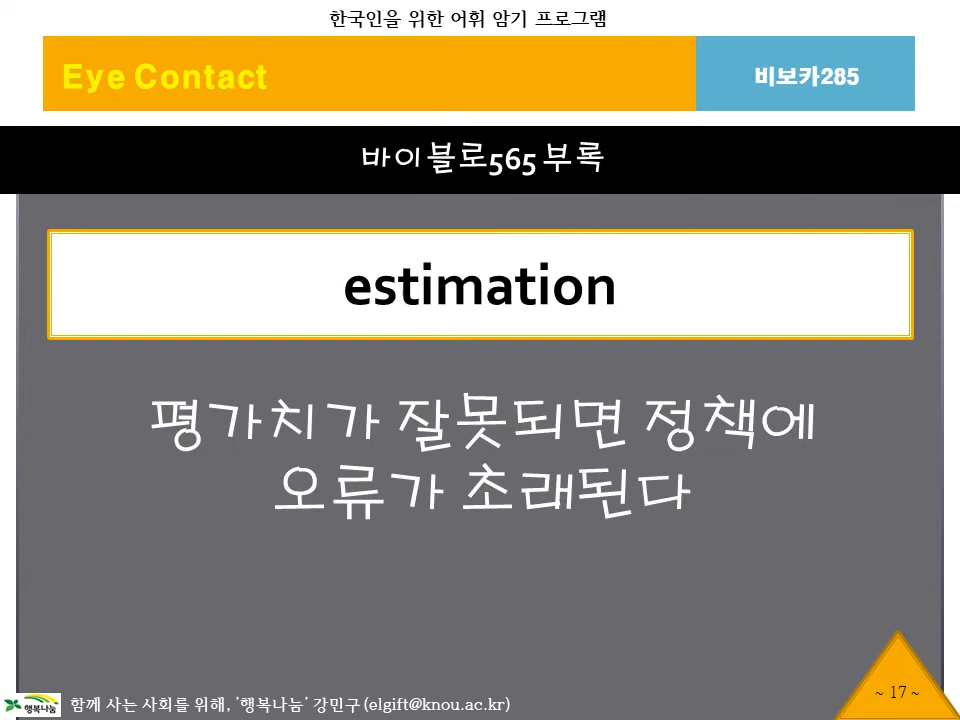 한국인을 위한 어휘 암기 프로그램
Eye Contact
비보카285
바이블로565 부록
estimation
평가치가 잘못되면 정책에
오류가 초래된다
~ 17 ~
행복나눔
함께 사는 사회를 위해, '행복나눔' 강민구 (elgift@knou.ac.kr)